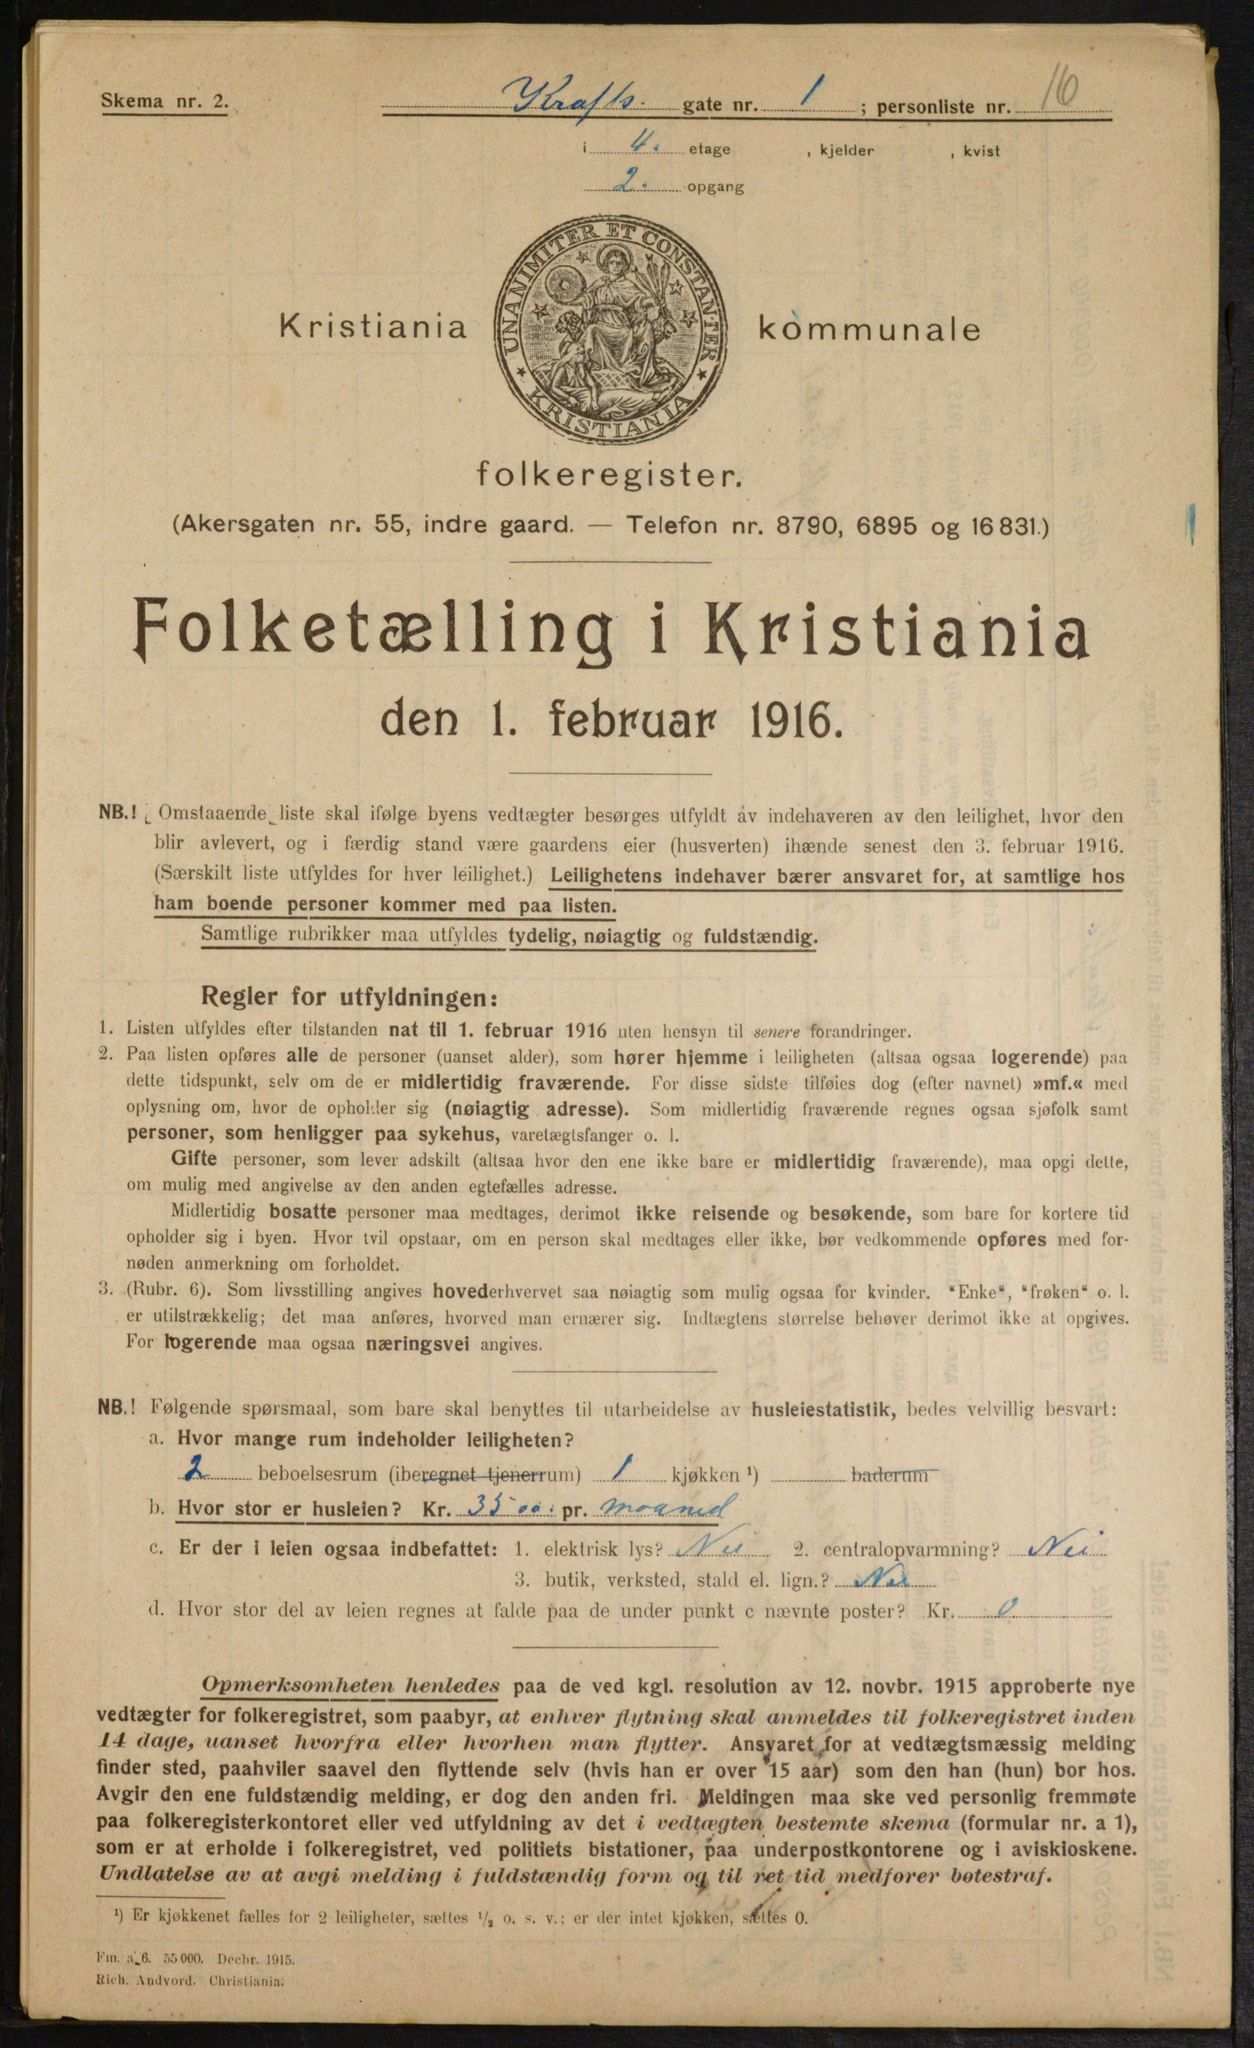 Skema nr. 2.
Krafts. gate nr. 1 ; personliste nr. 16
i 4. etage , kjelder , kvist
2. opgang
UNANIMITER ET CONSTANTER
KRISTIANIA
Kristiania kommunale
folkeregister.
(Akersgaten nr. 55, indre gaard. — Telefon nr. 8790, 6895 og 16 831.)
Folketælling i Kristiania
den 1. februar 1916.
NB.! Omstaaende liste skal ifølge byens vedtægter besørges utfyldt av indehaveren av den leilighet, hvor den
blir avlevert, og i færdig stand være gaardens eier (husverten) ihænde senest den 3. februar 1916.
(Særskilt liste utfyldes for hver leilighet.) Leilighetens indehaver bærer ansvaret for, at samtlige hos
ham boende personer kommer med paa listen.
Samtlige rubrikker maa utfyldes tydelig, nøiagtig og fuldstændig.
Regler for utfyldningen:
1. Listen utfyldes efter tilstanden nat til 1. februar 1916 uten hensyn til senere forandringer.
2. Paa listen opføres alle de personer (uanset alder), som hører hjemme i leiligheten (altsaa ogsaa logerende) paa
dette tidspunkt, selv om de er midlertidig fraværende. For disse sidste tilføies dog (efter navnet) »mf.« med
oplysning om, hvor de opholder sig (nøiagtig adresse). Som midlertidig fraværende regnes ogsaa sjøfolk samt
personer, som henligger paa sykehus, varetægtsfanger o. l.
Gifte personer, som lever adskilt (altsaa hvor den ene ikke bare er midlertidig fraværende), maa opgi dette,
om mulig med angivelse av den anden egtefælles adresse.
Midlertidig bosatte personer maa medtages, derimot ikke reisende og besøkende, som bare for kortere tid
opholder sig i byen. Hvor tvil opstaar, om en person skal medtages eller ikke, bør vedkommende opføres med for-
nøden anmerkning om forholdet.
3. (Rubr. 6). Som livsstilling angives hovederhvervet saa nøiagtig som mulig ogsaa for kvinder. "Enke", "frøken" o. l.
er utilstrækkelig; det maa anføres, hvorved man ernærer sig. Indtægtens størrelse behøver derimot ikke at opgives.
For logerende maa ogsaa næringsvei angives.
NB.! Følgende spørsmaal, som bare skal benyttes til utarbeidelse av husleiestatistik, bedes velvillig besvart:
a. Hvor mange rum indeholder leiligheten?
2 beboelsesrum (iberegnet tjenerrum) 1 kjøkken ¹) baderum
b. Hvor stor er husleien? Kr. 35 00. pr. maaned
c. Er der i leien ogsaa indbefattet: 1. elektrisk lys? Nei 2. centralopvarmning? Nei
3. butik, verksted, stald el. lign.? Nei
d. Hvor stor del av leien regnes at falde paa de under punkt c nævnte poster? Kr. 0
Opmerksomheten henledes paa de ved kgl. resolution av 12. novbr. 1915 approberte nye
vedtægter for folkeregistret, som paabyr, at enhver flytning skal anmeldes til folkeregistret inden
14 dage, uanset hvorfra eller hvorhen man flytter. Ansvaret for at vedtægtsmæssig melding
finder sted, paahviler saavel den flyttende selv (hvis han er over 15 aar) som den han (hun) bor hos.
Avgir den ene fuldstændig melding, er dog den anden fri. Meldingen maa ske ved personlig fremmøte
paa folkeregisterkontoret eller ved utfyldning av det i vedtægten bestemte skema (formular nr. a 1),
som er at erholde i folkeregistret, ved politiets bistationer, paa underpostkontorene og i aviskioskene.
Undlatelse av at avgi melding i fuldstændig form og til ret tid medfører bøtestraf.
¹) Er kjøkkenet fælles for 2 leiligheter, sættes ½ o. s. v.; er der intet kjøkken, sættes 0.
Fm. a 6. 55 000. Decbr. 1915.
Rich. Andvord. Christiania.